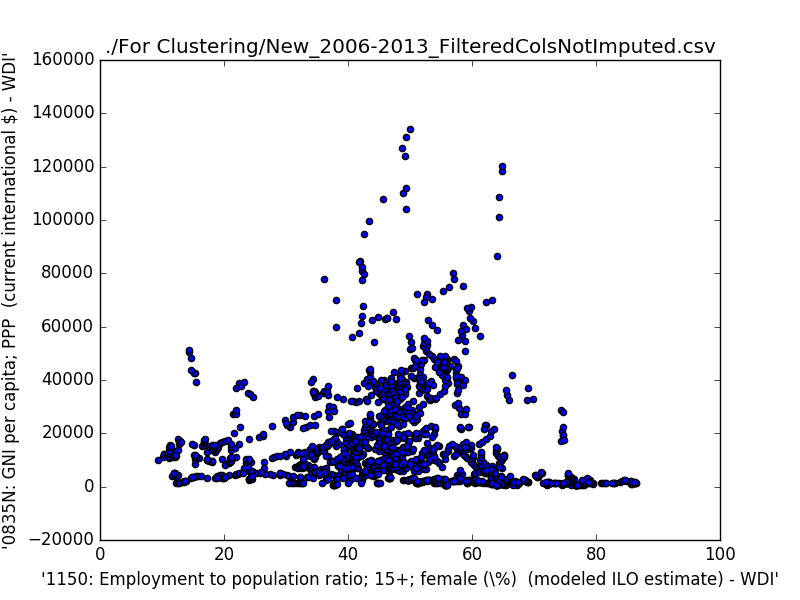 ./For Clustering/New_2006-2013_FilteredColsNotImputed.csv
'0835N: GNI per capita; PPP  (current international $) - WDI'
160000
140000
120000
100000
80000
60000
40000
20000
0
−20000
0 20 40 60 80 100
'1150: Employment to population ratio; 15+; female (\%)  (modeled ILO estimate) - WDI'